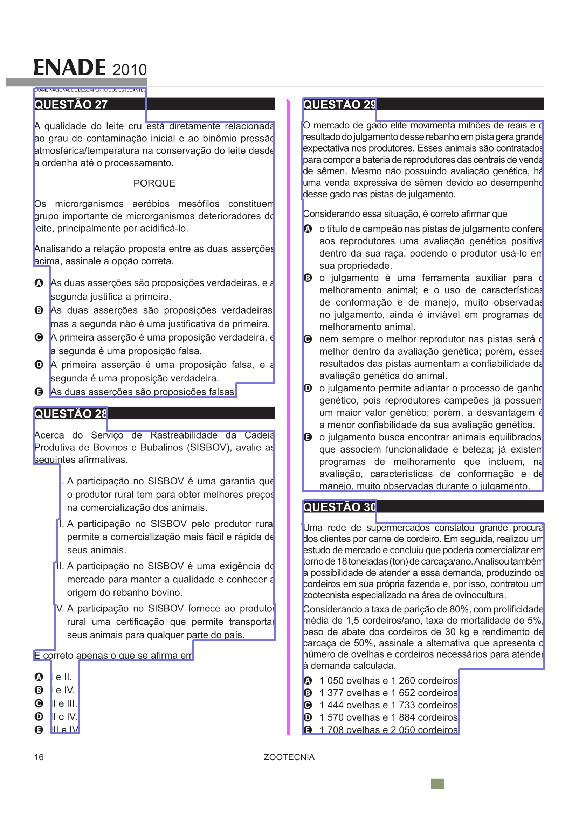 ENADE 2010
EXAME NACIONAL DE DESEMPENHO DOS ESTUDANTES
QUESTÃO 27
A qualidade do leite cru está diretamente relacionada
ao grau de contaminação inicial e ao binômio pressão
atmosférica/temperatura na conservação do leite desde
a ordenha até o processamento.
PORQUE
Os microrganismos aeróbios mesófilos constituem
grupo importante de microrganismos deterioradores do
leite, principalmente por acidificá-lo.
Analisando a relação proposta entre as duas asserções
acima, assinale a opção correta.
A As duas asserções são proposições verdadeiras, e a
segunda justifica a primeira.
B As duas asserções são proposições verdadeiras,
mas a segunda não é uma justificativa da primeira.
C A primeira asserção é uma proposição verdadeira, e
a segunda é uma proposição falsa.
D A primeira asserção é uma proposição falsa, e a
segunda é uma proposição verdadeira.
E As duas asserções são proposições falsas.
QUESTÃO 28
Acerca do Serviço de Rastreabilidade da Cadeia
Produtiva de Bovinos e Bubalinos (SISBOV), avalie as
seguintes afirmativas.
I. A participação no SISBOV é uma garantia que
o produtor rural tem para obter melhores preços
na comercialização dos animais.
II. A participação no SISBOV pelo produtor rural
permite a comercialização mais fácil e rápida de
seus animais.
III. A participação no SISBOV é uma exigência do
mercado para manter a qualidade e conhecer a
origem do rebanho bovino.
IV. A participação no SISBOV fornece ao produtor
rural uma certificação que permite transportar
seus animais para qualquer parte do país.
É correto apenas o que se afirma em
A I e II.
B I e IV.
C II e III.
D II e IV.
E III e IV.
QUESTÃO 29
O mercado de gado elite movimenta milhões de reais e o
resultado do julgamento desse rebanho em pista gera grande
expectativa nos produtores. Esses animais são contratados
para compor a bateria de reprodutores das centrais de venda
de sêmen. Mesmo não possuindo avaliação genética, há
uma venda expressiva de sêmen devido ao desempenho
desse gado nas pistas de julgamento.
Considerando essa situação, é correto afirmar que
A o título de campeão nas pistas de julgamento confere
aos reprodutores uma avaliação genética positiva
dentro da sua raça, podendo o produtor usá-lo em
sua propriedade.
B o julgamento é uma ferramenta auxiliar para o
melhoramento animal; e o uso de características
de conformação e de manejo, muito observadas
no julgamento, ainda é inviável em programas de
melhoramento animal.
C nem sempre o melhor reprodutor nas pistas será o
melhor dentro da avaliação genética; porém, esses
resultados das pistas aumentam a confiabilidade da
avaliação genética do animal.
D o julgamento permite adiantar o processo de ganho
genético, pois reprodutores campeões já possuem
um maior valor genético; porém, a desvantagem é
a menor confiabilidade da sua avaliação genética.
E o julgamento busca encontrar animais equilibrados,
que associem funcionalidade e beleza; já existem
programas de melhoramento que incluem, na
avaliação, características de conformação e de
manejo, muito observadas durante o julgamento.
QUESTÃO 30
Uma rede de supermercados constatou grande procura
dos clientes por carne de cordeiro. Em seguida, realizou um
estudo de mercado e concluiu que poderia comercializar em
torno de 18 toneladas (ton) de carcaça/ano. Analisou também
a possibilidade de atender a essa demanda, produzindo os
cordeiros em sua própria fazenda e, por isso, contratou um
zootecnista especializado na área de ovinocultura.
Considerando a taxa de parição de 80%, com prolificidade
média de 1,5 cordeiros/ano, taxa de mortalidade de 5%,
peso de abate dos cordeiros de 30 kg e rendimento de
carcaça de 50%, assinale a alternativa que apresenta o
número de ovelhas e cordeiros necessários para atender
à demanda calculada.
A 1 050 ovelhas e 1 260 cordeiros
B 1 377 ovelhas e 1 652 cordeiros
C 1 444 ovelhas e 1 733 cordeiros
D 1 570 ovelhas e 1 884 cordeiros
E 1 708 ovelhas e 2 050 cordeiros
16
ZOOTECNIA